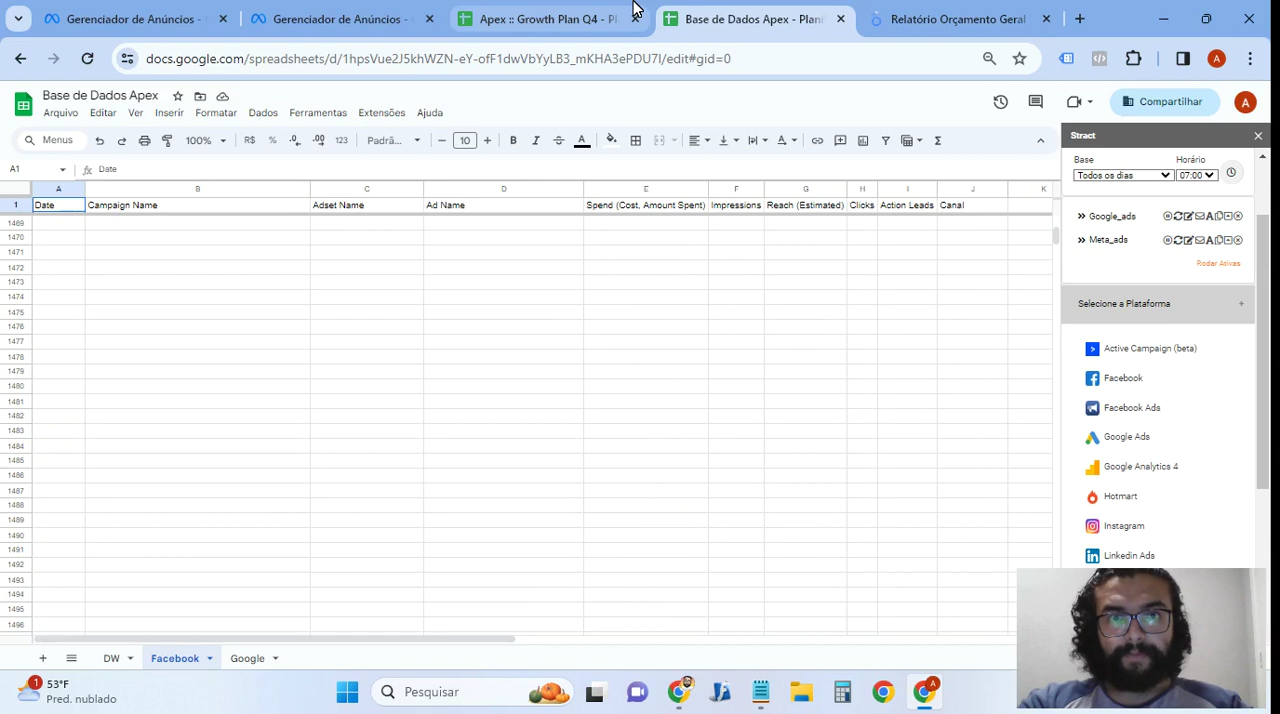 Gerenciador de Anúncios -
Gerenciador de Anúncios -
Apex :: Growth Plan Q4 - Pl
Base de Dados Apex - Plani
Relatório Orçamento Geral
docs.google.com/spreadsheets/d/1hpsVue2J5khWZN-eY-ofF1dwVbYyLB3_mKHA3ePDU7I/edit#gid=0
A
Base de Dados Apex
Arquivo Editar Ver Inserir Formatar Dados Ferramentas Extensões Ajuda
Compartilhar
A
Menus 100% R$ % .0 .00 123 Padrã... 10 B I A
Stract
A1 fx Date
Base Horário
Todos os dias 07:00
A B C D E F G H I J K
1 Date Campaign Name Adset Name Ad Name Spend (Cost, Amount Spent) Impressions Reach (Estimated) Clicks Action Leads Canal
Google_ads
Meta_ads
Rodar Ativas
Selecione a Plataforma +
Active Campaign (beta)
Facebook
Facebook Ads
Google Ads
Google Analytics 4
Hotmart
Instagram
Linkedin Ads
1469
1470
1471
1472
1473
1474
1475
1476
1477
1478
1479
1480
1481
1482
1483
1484
1485
1486
1487
1488
1489
1490
1491
1492
1493
1494
1495
1496
DW Facebook Google
1 53°F
Pred. nublado
Pesquisar
A